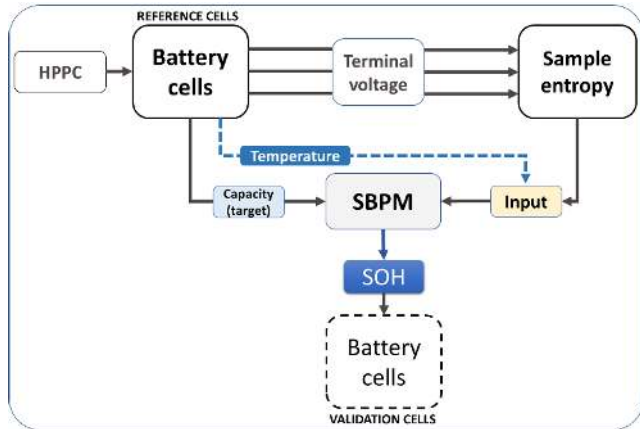 REFERENCE CELLS
HPPC
Battery
cells
Terminal
voltage
Sample
entropy
Temperature
Capacity
(target)
SBPM
Input
SOH
Battery
cells
VALIDATION CELLS